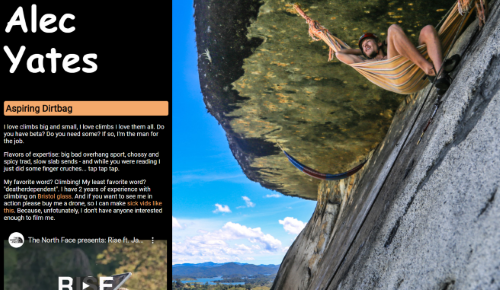 Alec
Yates
Aspiring Dirtbag
I love climbs big and small, I love climbs I love them all. Do
you have beta? Do you need some? If so, I'm the man for
the job.
Flavors of expertise: big bad overhang sport, chossy and
spicy trad, slow slab sends - and while you were reading I
just did some finger cruches... tap tap tap.
My favorite word? Climbing! My least favorite word?
"deatherdependent". I have 2 years of experience with
climbing on Bristol glass. And if you want to see me in
action please buy me a drone, so I can make sick vids like
this. Because, unfortunately, I don't have anyone interested
enough to film me.
The North Face presents: Rise ft. Ja...